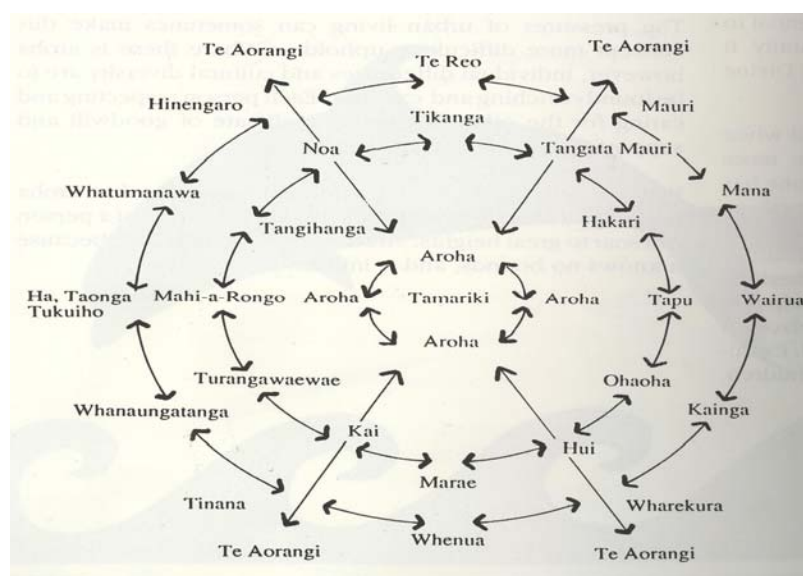 Te Aorangi
Te Reo
Te Aorangi
Hinengaro
Tikanga
Mauri
Noa
Tangata Mauri
Whatumanawa
Mana
Tangihanga
Hakari
Aroha
Ha, Taonga
Tukuiho
Mahi-a-Rongo
Aroha
Tamariki
Aroha
Tapu
Wairua
Aroha
Turangawaewae
Ohaoha
Whanaungatanga
Kainga
Kai
Hui
Marae
Tinana
Wharekura
Whenua
Te Aorangi
Te Aorangi